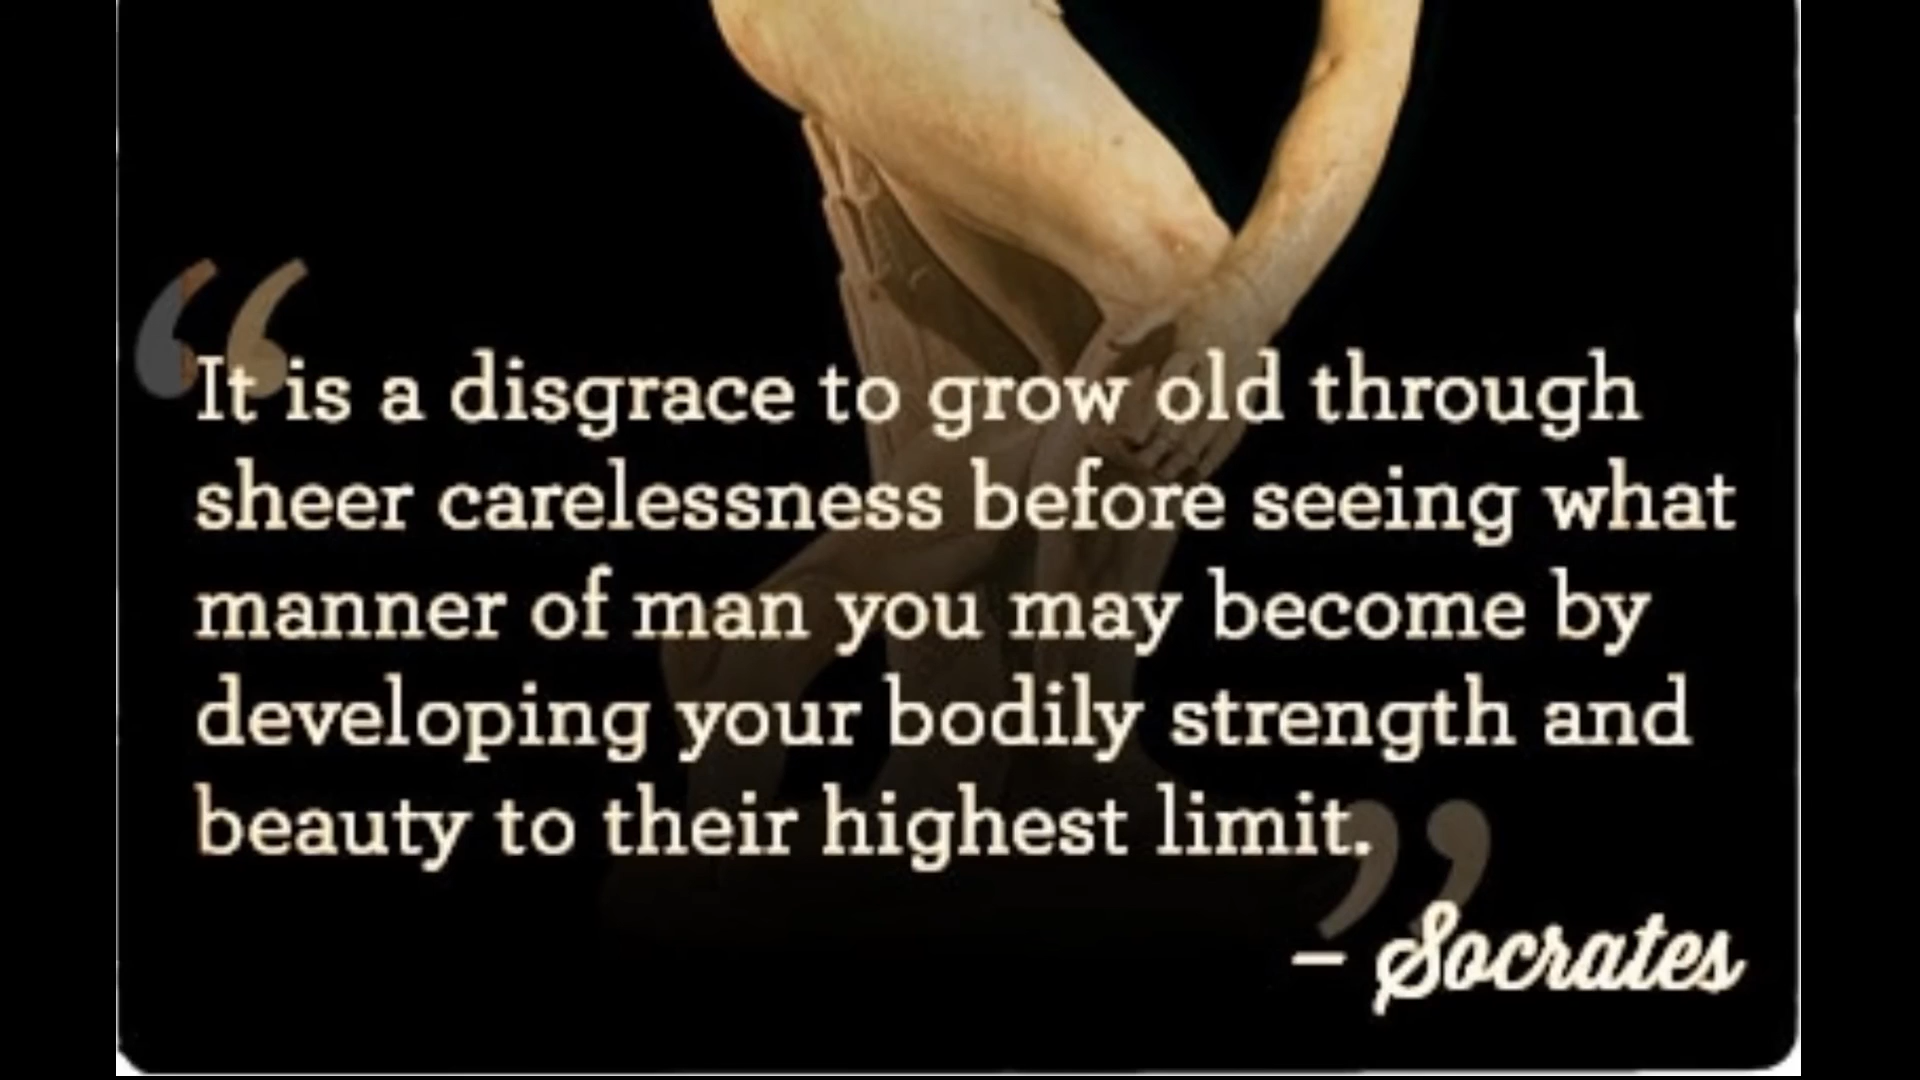 “It is a disgrace to grow old through
sheer carelessness before seeing what
manner of man you may become by
developing your bodily strength and
beauty to their highest limit.”
– Socrates